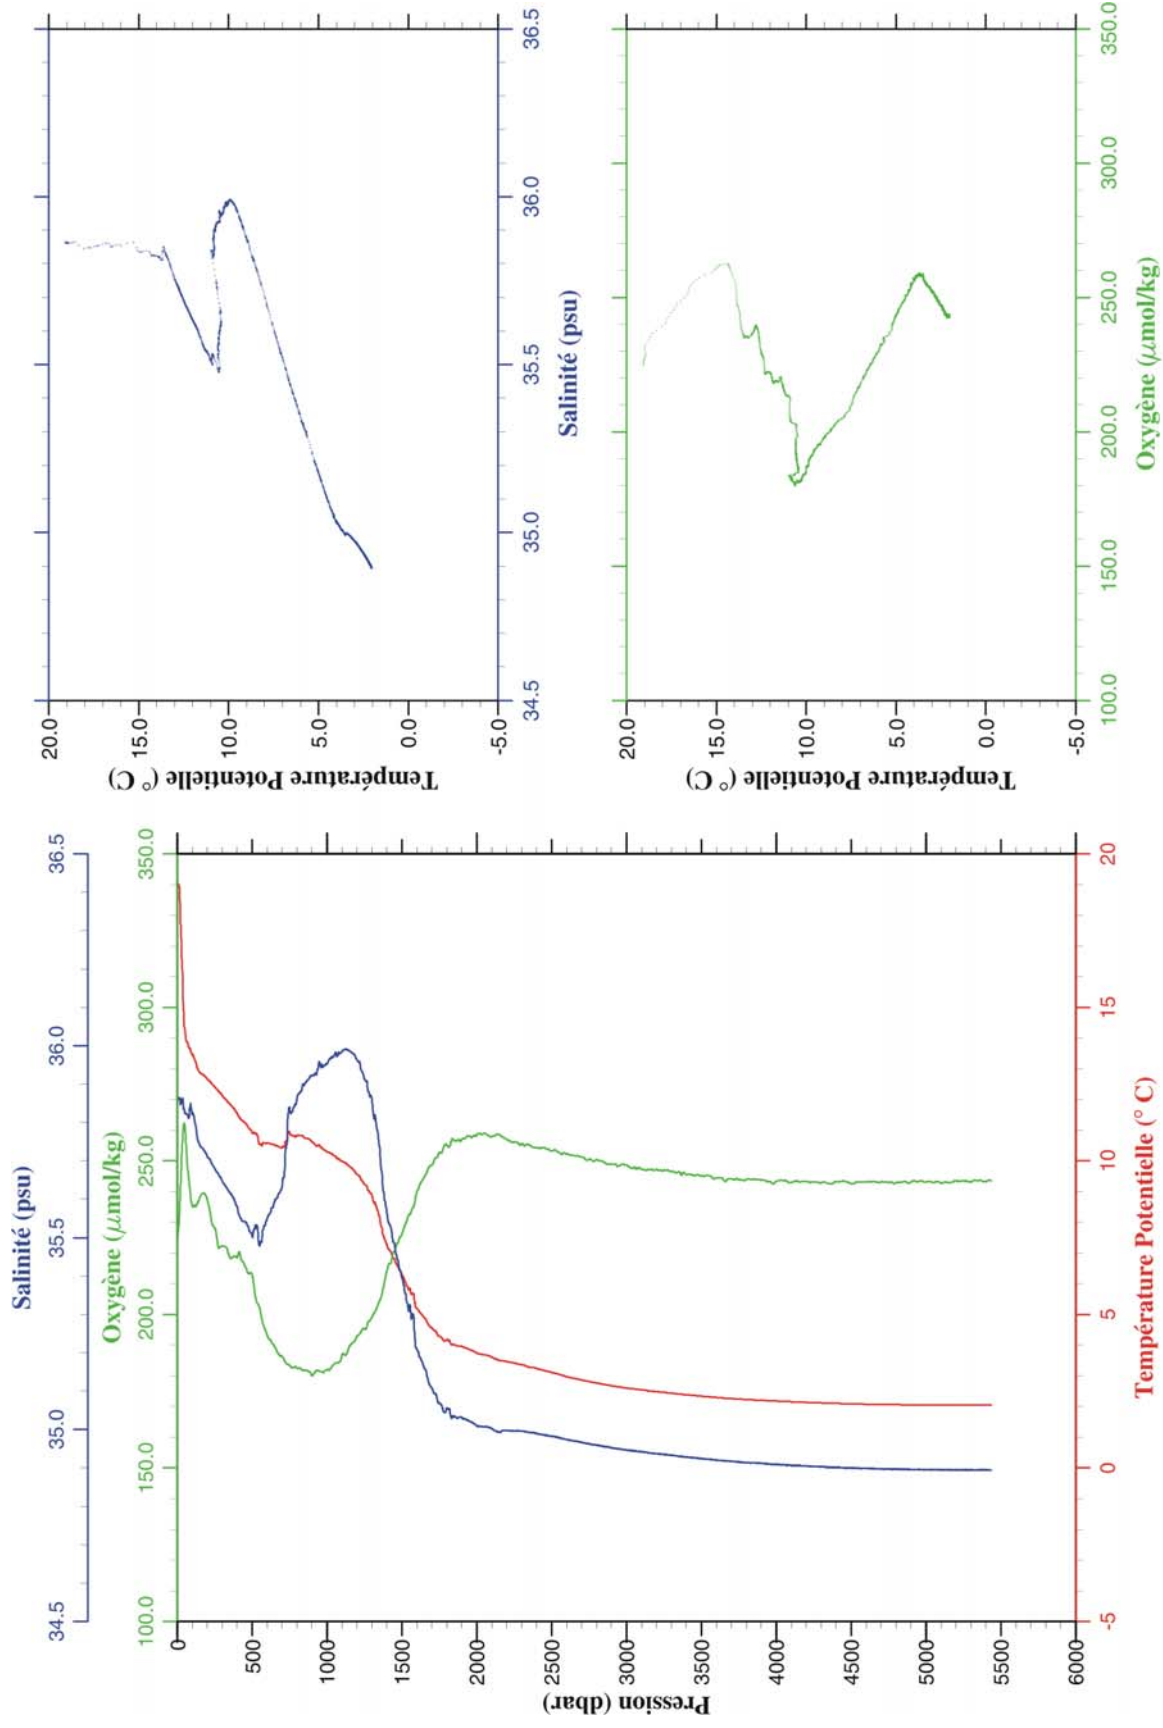 Salinité (psu)
34.5 35.0 35.5 36.0 36.5
Oxygène (μmol/kg)
100.0 150.0 200.0 250.0 300.0 350.0
Pression (dbar)
0
500
1000
1500
2000
2500
3000
3500
4000
4500
5000
5500
6000
-5 0 5 10 15 20
Température Potentielle (° C)
Température Potentielle (° C)
20.0
15.0
10.0
5.0
0.0
-5.0
34.5 35.0 35.5 36.0 36.5
Salinité (psu)
Température Potentielle (° C)
20.0
15.0
10.0
5.0
0.0
-5.0
100.0 150.0 200.0 250.0 300.0 350.0
Oxygène (μmol/kg)